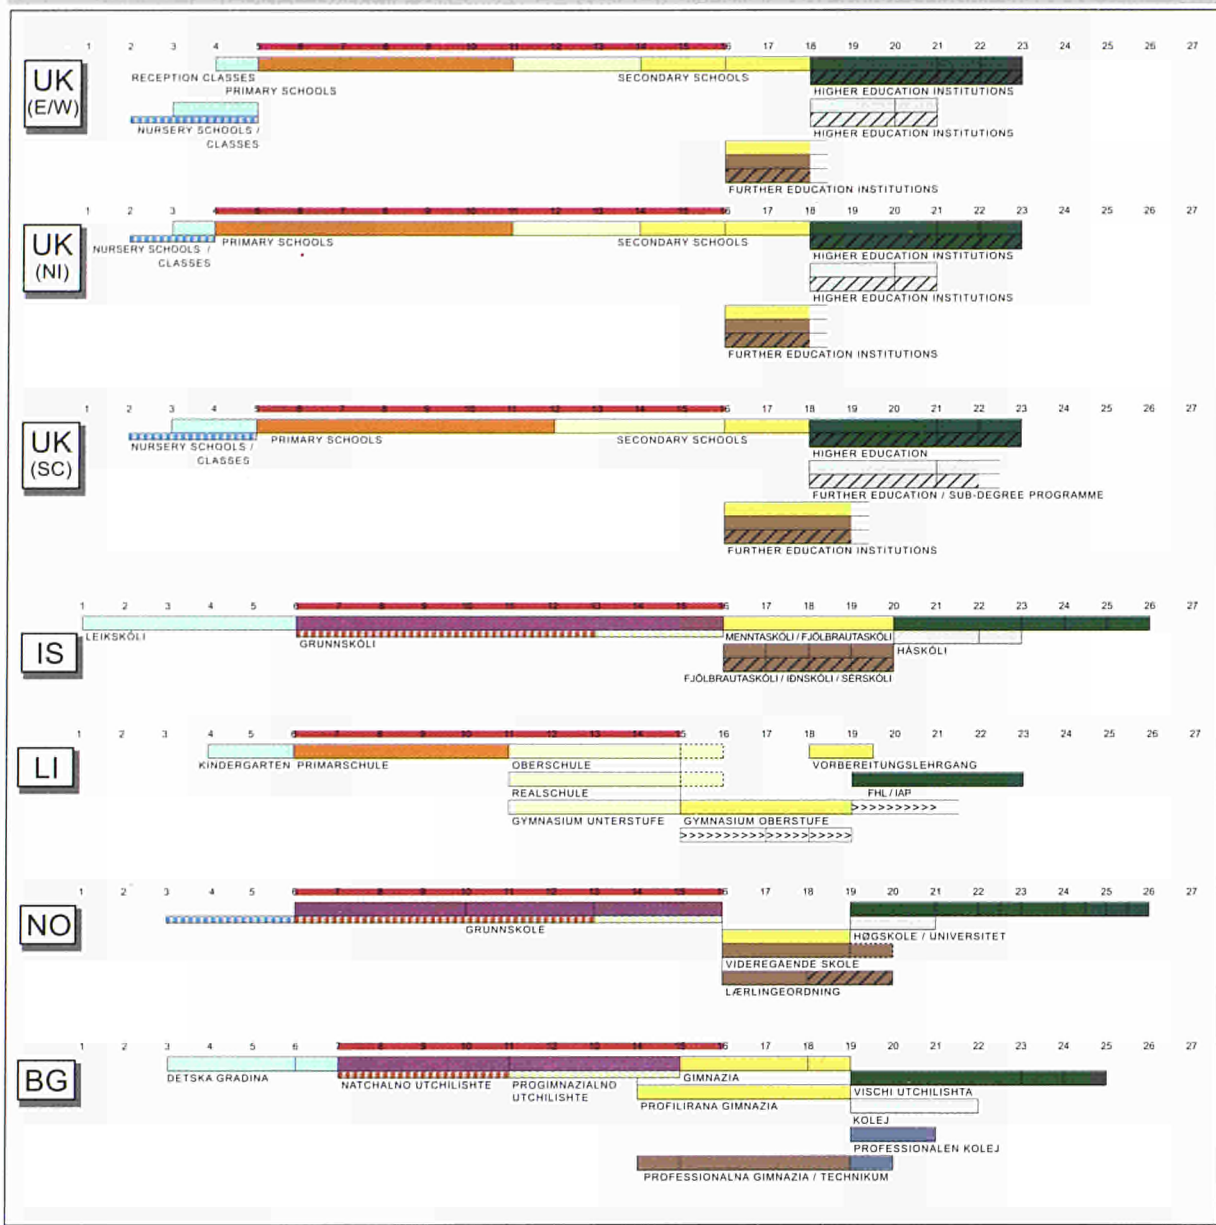 1 2 3 4 5 6 7 8 9 10 11 12 13 14 15 16 17 18 19 20 21 22 23 24 25 26 27
UK
(E/W)
RECEPTION CLASSES
SECONDARY SCHOOLS
PRIMARY SCHOOLS
HIGHER EDUCATION INSTITUTIONS
NURSERY SCHOOLS /
CLASSES
HIGHER EDUCATION INSTITUTIONS
FURTHER EDUCATION INSTITUTIONS
1 2 3 4 5 6 7 8 9 10 11 12 13 14 15 16 17 18 19 20 21 22 23 24 25 26 27
UK
(NI)
NURSERY SCHOOLS /
CLASSES
PRIMARY SCHOOLS
SECONDARY SCHOOLS
HIGHER EDUCATION INSTITUTIONS
HIGHER EDUCATION INSTITUTIONS
FURTHER EDUCATION INSTITUTIONS
1 2 3 4 5 6 7 8 9 10 11 12 13 14 15 16 17 18 19 20 21 22 23 24 25 26 27
UK
(SC)
NURSERY SCHOOLS /
CLASSES
PRIMARY SCHOOLS
SECONDARY SCHOOLS
HIGHER EDUCATION
FURTHER EDUCATION / SUB-DEGREE PROGRAMME
FURTHER EDUCATION INSTITUTIONS
1 2 3 4 5 6 7 8 9 10 11 12 13 14 15 16 17 18 19 20 21 22 23 24 25 26 27
IS
LEIKSKÓLI
GRUNNSKÓLI
MENNTASKÓLI / FJÖLBRAUTASKÓLI
HÁSKÓLI
FJÖLBRAUTASKÓLI / IÐNSKÓLI / SÉRSKÓLI
1 2 3 4 5 6 7 8 9 10 11 12 13 14 15 16 17 18 19 20 21 22 23 24 25 26 27
LI
KINDERGARTEN
PRIMARSCHULE
OBERSCHULE
VORBEREITUNGSLEHRGANG
REALSCHULE
FHL / IAP
GYMNASIUM UNTERSTUFE
GYMNASIUM OBERSTUFE
1 2 3 4 5 6 7 8 9 10 11 12 13 14 15 16 17 18 19 20 21 22 23 24 25 26 27
NO
GRUNNSKOLE
HØGSKOLE / UNIVERSITET
VIDEREGÅENDE SKOLE
LÆRLINGEORDNING
1 2 3 4 5 6 7 8 9 10 11 12 13 14 15 16 17 18 19 20 21 22 23 24 25 26 27
BG
DETSKA GRADINA
NATCHALNO UTCHILISHTE
PROGIMNAZIALNO
UTCHILISHTE
GIMNAZIA
VISCHI UTCHILISHTA
PROFILIRANA GIMNAZIA
KOLEJ
PROFESSIONALEN KOLEJ
PROFESSIONALNA GIMNAZIA / TECHNIKUM